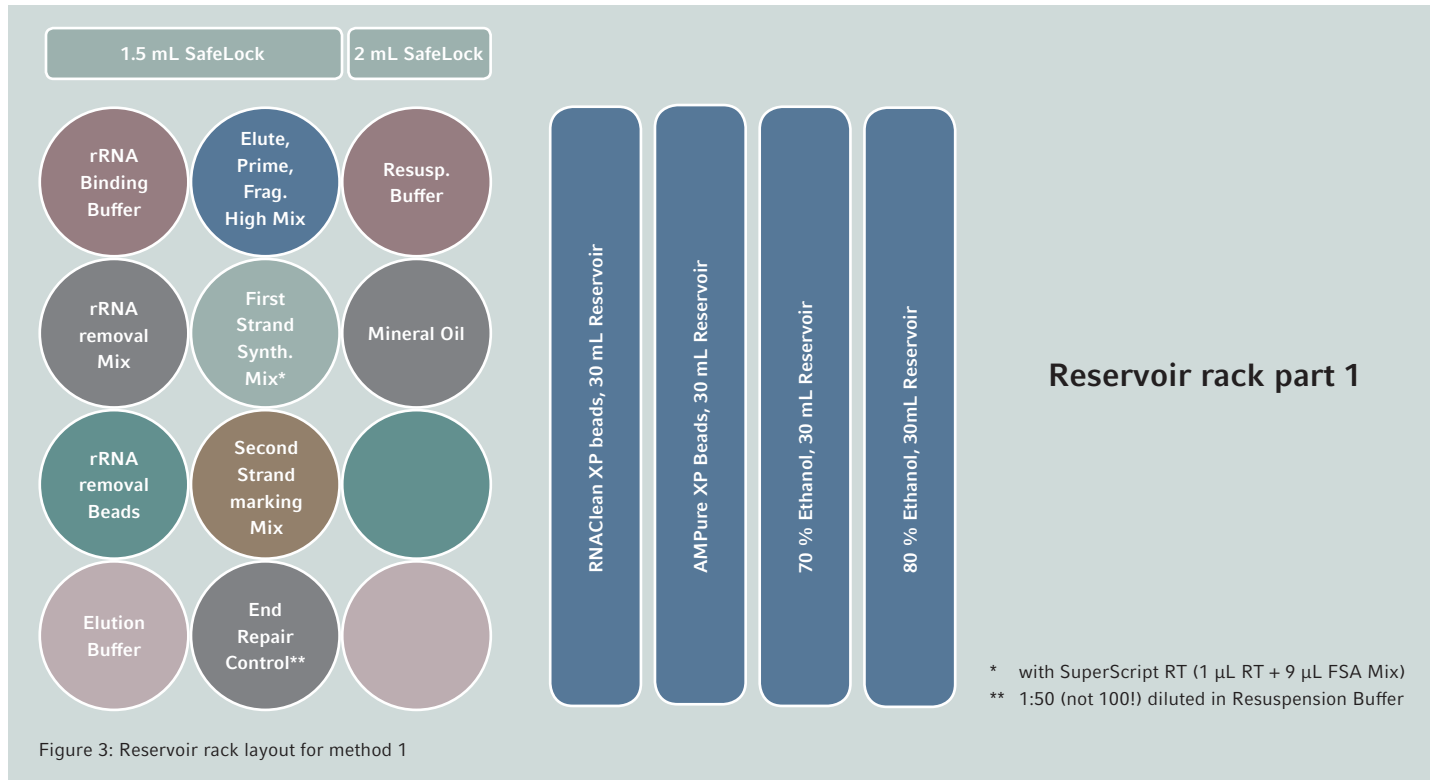 1.5 mL SafeLock
2 mL SafeLock
rRNA
Binding
Buffer
Elute,
Prime,
Frag.
High Mix
Resusp.
Buffer
rRNA
removal
Mix
First
Strand
Synth.
Mix*
Mineral Oil
rRNA
removal
Beads
Second
Strand
marking
Mix
Elution
Buffer
End
Repair
Control**
RNAClean XP beads, 30 mL Reservoir
AMPure XP Beads, 30 mL Reservoir
70 % Ethanol, 30 mL Reservoir
80 % Ethanol, 30mL Reservoir
Reservoir rack part 1
* with SuperScript RT (1 µL RT + 9 µL FSA Mix)
** 1:50 (not 100!) diluted in Resuspension Buffer
Figure 3: Reservoir rack layout for method 1